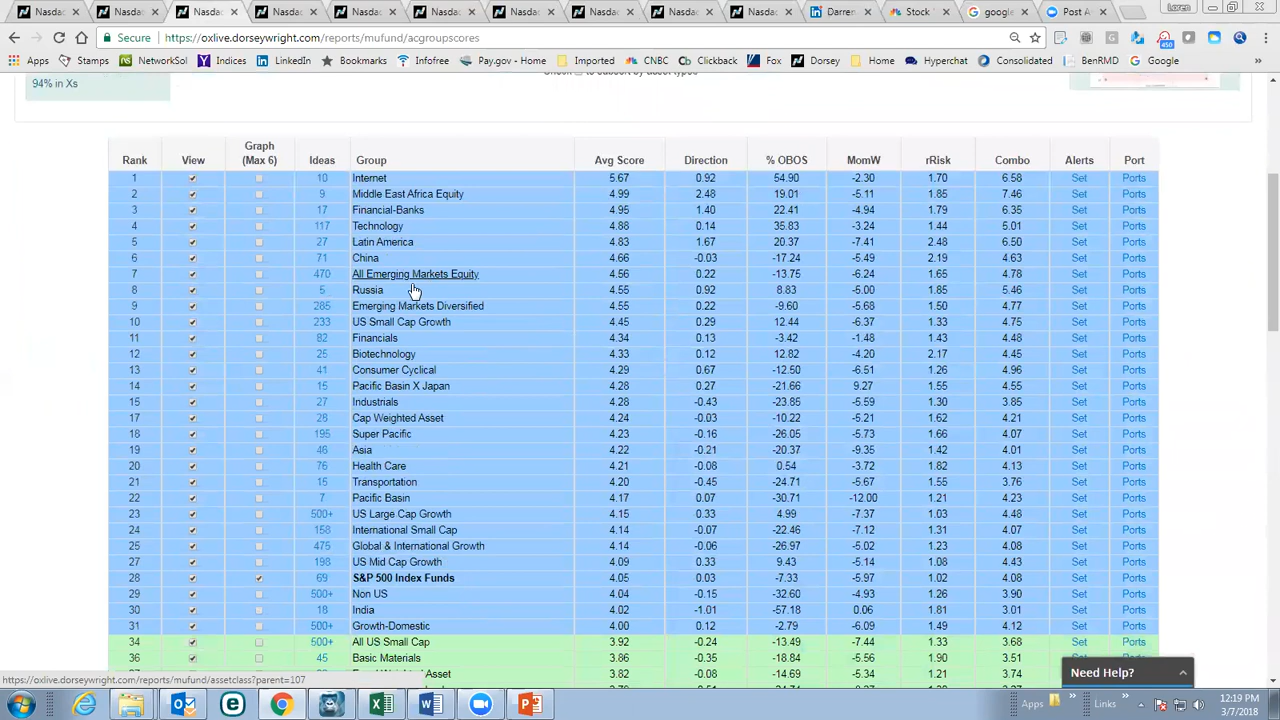 Loren
Nasdac × Nasdac × Nasdac × Nasdac × Nasdac × Nasdac × Nasdac × Nasdac × Nasdac × Nasdac × Darren × Stock × google × Post A ×
Secure https://oxlive.dorseywright.com/reports/mufund/acgroupscores 450
Apps Stamps NetworkSol Indices LinkedIn Bookmarks Infofree Pay.gov - Home Imported CNBC Clickback Fox Dorsey Home Hyperchat Consolidated BenRMD Google »
94% in Xs
Rank View Graph (Max 6) Ideas Group Avg Score Direction % OBOS MomW rRisk Combo Alerts Port
1 10 Internet 5.67 0.92 54.90 -2.30 1.70 6.58 Set Ports
2 9 Middle East Africa Equity 4.99 2.48 19.01 -5.11 1.85 7.46 Set Ports
3 17 Financial-Banks 4.95 1.40 22.41 -4.94 1.79 6.35 Set Ports
4 117 Technology 4.88 0.14 35.83 -3.24 1.44 5.01 Set Ports
5 27 Latin America 4.83 1.67 20.37 -7.41 2.48 6.50 Set Ports
6 71 China 4.66 -0.03 -17.24 -5.49 2.19 4.63 Set Ports
7 470 All Emerging Markets Equity 4.56 0.22 -13.75 -6.24 1.65 4.78 Set Ports
8 5 Russia 4.55 0.92 8.83 -5.00 1.85 5.46 Set Ports
9 285 Emerging Markets Diversified 4.55 0.22 -9.60 -5.68 1.50 4.77 Set Ports
10 233 US Small Cap Growth 4.45 0.29 12.44 -6.37 1.33 4.75 Set Ports
11 82 Financials 4.34 0.13 -3.42 -1.48 1.43 4.48 Set Ports
12 25 Biotechnology 4.33 0.12 12.82 -4.20 2.17 4.45 Set Ports
13 41 Consumer Cyclical 4.29 0.67 -12.50 -6.51 1.26 4.96 Set Ports
14 15 Pacific Basin X Japan 4.28 0.27 -21.66 9.27 1.55 4.55 Set Ports
15 27 Industrials 4.28 -0.43 -23.85 -5.59 1.30 3.85 Set Ports
17 28 Cap Weighted Asset 4.24 -0.03 -10.22 -5.21 1.62 4.21 Set Ports
18 195 Super Pacific 4.23 -0.16 -26.05 -5.73 1.66 4.07 Set Ports
19 46 Asia 4.22 -0.21 -20.37 -9.35 1.42 4.01 Set Ports
20 76 Health Care 4.21 -0.08 0.54 -3.72 1.82 4.13 Set Ports
21 15 Transportation 4.20 -0.45 -24.71 -5.67 1.55 3.76 Set Ports
22 7 Pacific Basin 4.17 0.07 -30.71 -12.00 1.21 4.23 Set Ports
23 500+ US Large Cap Growth 4.15 0.33 4.99 -7.37 1.03 4.48 Set Ports
24 158 International Small Cap 4.14 -0.07 -22.46 -7.12 1.31 4.07 Set Ports
25 475 Global & International Growth 4.14 -0.06 -26.97 -5.02 1.23 4.08 Set Ports
27 198 US Mid Cap Growth 4.09 0.33 9.43 -5.14 1.08 4.43 Set Ports
28 69 S&P 500 Index Funds 4.05 0.03 -7.33 -5.97 1.02 4.08 Set Ports
29 500+ Non US 4.04 -0.15 -32.60 -4.93 1.26 3.90 Set Ports
30 18 India 4.02 -1.01 -57.18 0.06 1.81 3.01 Set Ports
31 500+ Growth-Domestic 4.00 0.12 -2.79 -6.09 1.49 4.12 Set Ports
34 500+ All US Small Cap 3.92 -0.24 -13.49 -7.44 1.33 3.68 Set Ports
36 45 Basic Materials 3.86 -0.35 -18.84 -5.56 1.90 3.51
3.82 -14.69 -5.34 1.21 3.74
Need Help?
https://oxlive.dorseywright.com/reports/mufund/assetclass?parent=107
Apps » Links » 12:19 PM
3/7/2018